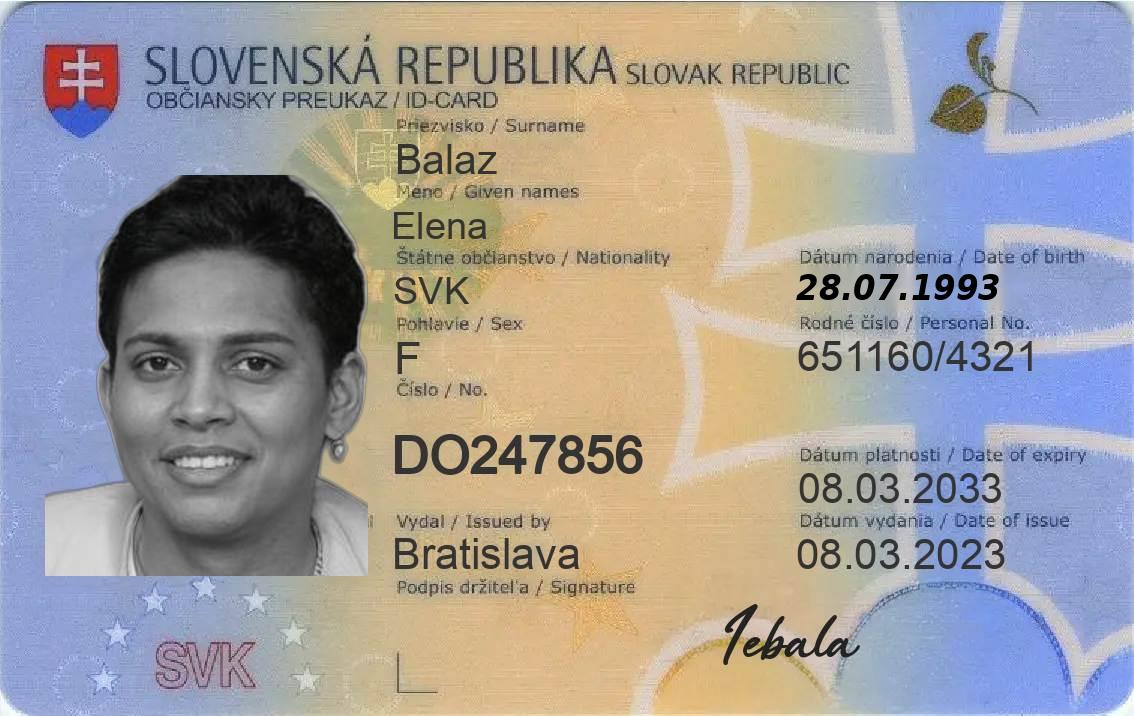 SLOVENSKÁ REPUBLIKA SLOVAK REPUBLIC
OBČIANSKY PREUKAZ / ID-CARD
Priezvisko / Surname
Balaz
Meno / Given names
Elena
Štátne občianstvo / Nationality
SVK
Pohlavie / Sex
F
Číslo / No.
DO247856
Vydal / Issued by
Bratislava
Podpis držiteľa / Signature
Dátum narodenia / Date of birth
28.07.1993
Rodné číslo / Personal No.
651160/4321
Dátum platnosti / Date of expiry
08.03.2033
Dátum vydania / Date of issue
08.03.2023
Iebala
SVK